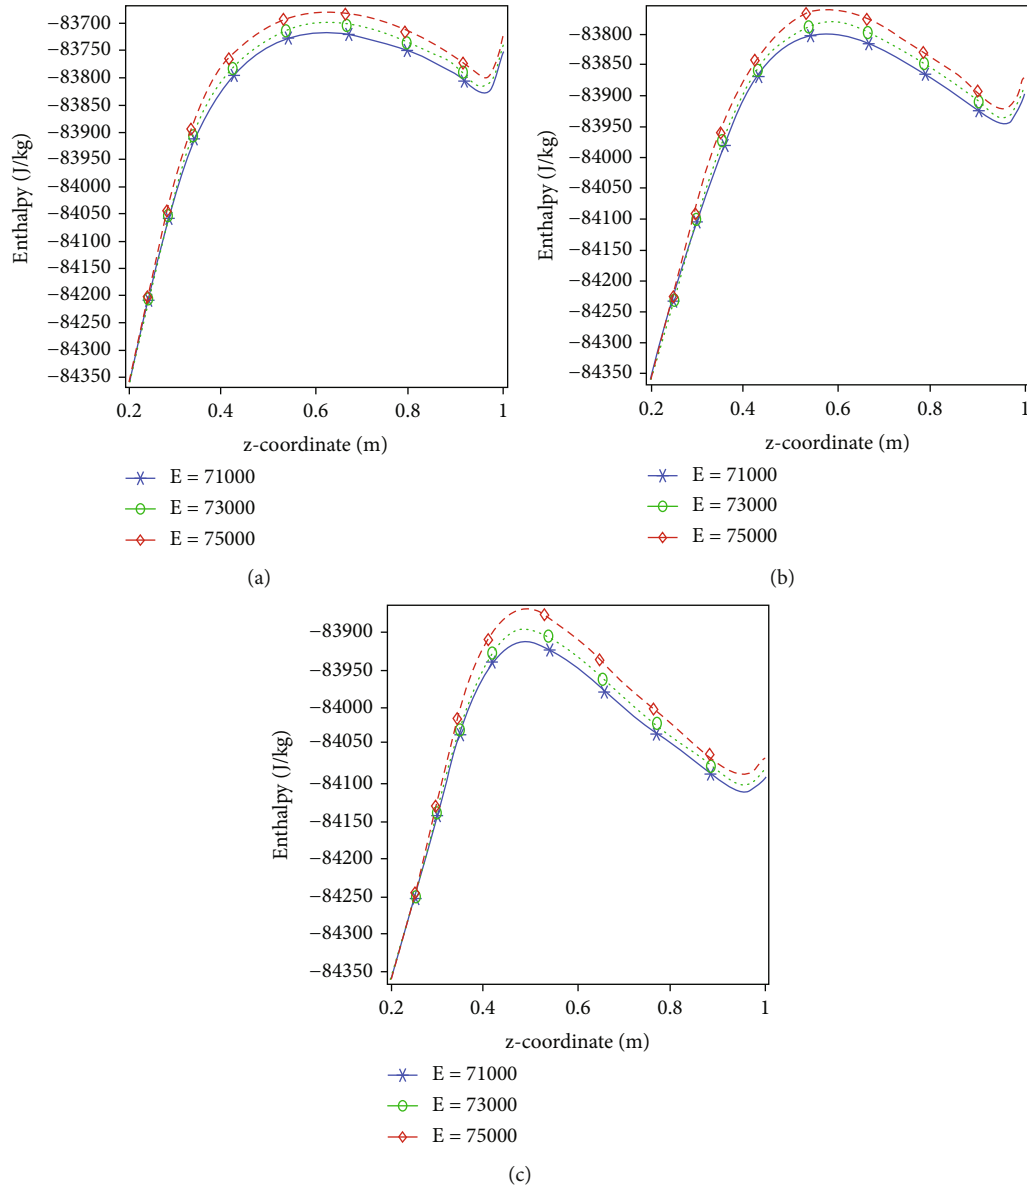 Enthalpy (J/kg)
−83700
−83750
−83800
−83850
−83900
−83950
−84000
−84050
−84100
−84150
−84200
−84250
−84300
−84350
0.2 0.4 0.6 0.8 1
z-coordinate (m)
E = 71000
E = 73000
E = 75000
(a)
Enthalpy (J/kg)
−83800
−83900
−84000
−84050
−84100
−84150
−84200
−84250
−84300
−84350
0.2 0.4 0.6 0.8 1
z-coordinate (m)
E = 71000
E = 73000
E = 75000
(b)
Enthalpy (J/kg)
−83900
−83950
−84000
−84050
−84100
−84150
−84200
−84250
−84300
−84350
0.2 0.4 0.6 0.8 1
z-coordinate (m)
E = 71000
E = 73000
E = 75000
(c)